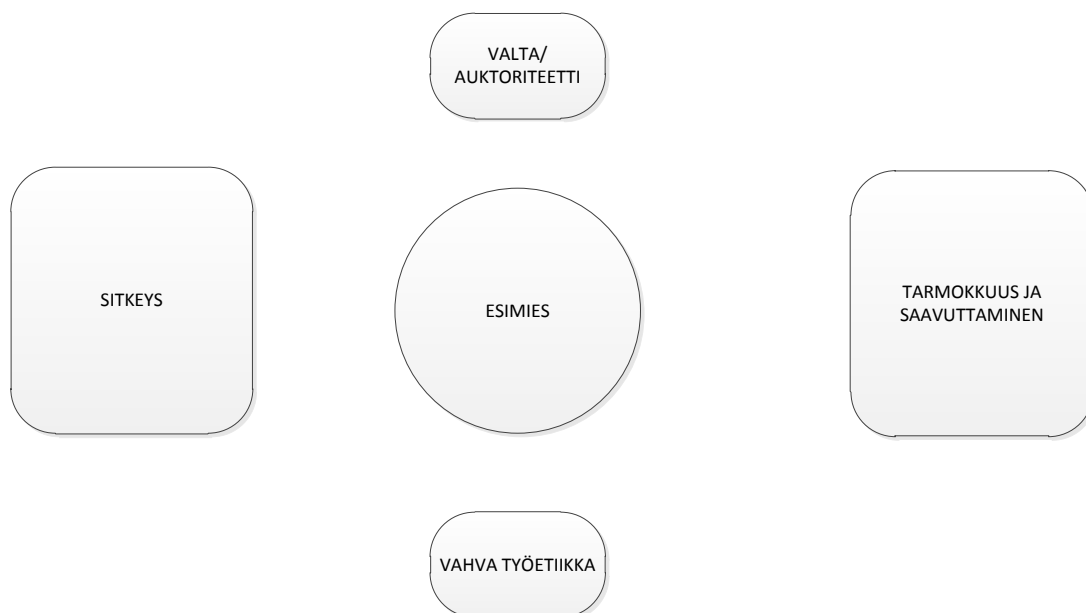 VALTA/
AUKTORITEETTI
SITKEYS
ESIMIES
TARMOKKUUS JA
SAAVUTTAMINEN
VAHVA TYÖETIIKKA